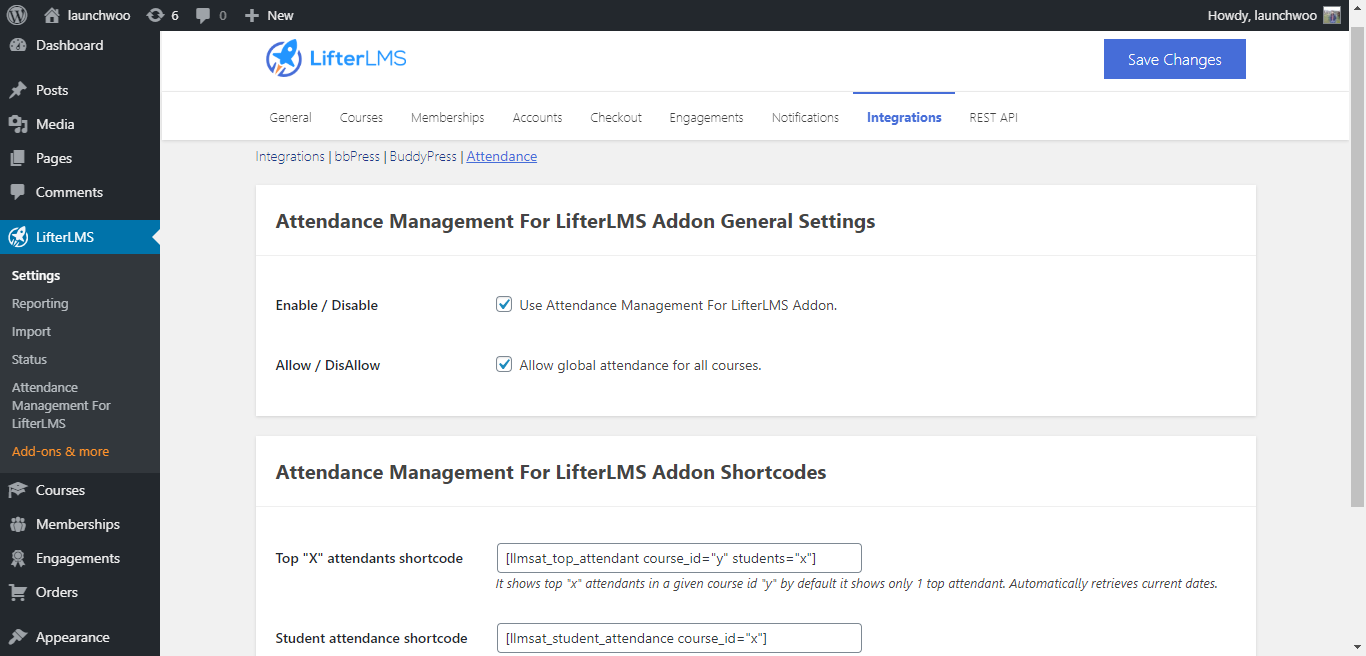 launchwoo 6 0 New Howdy, launchwoo
Dashboard
Posts
Media
Pages
Comments
LifterLMS
Settings
Reporting
Import
Status
Attendance
Management For
LifterLMS
Add-ons & more
Courses
Memberships
Engagements
Orders
Appearance
LifterLMS
Save Changes
General Courses Memberships Accounts Checkout Engagements Notifications Integrations REST API
Integrations | bbPress | BuddyPress | Attendance
Attendance Management For LifterLMS Addon General Settings
Enable / Disable Use Attendance Management For LifterLMS Addon.
Allow / DisAllow Allow global attendance for all courses.
Attendance Management For LifterLMS Addon Shortcodes
Top "X" attendants shortcode [llmsat_top_attendant course_id="y" students="x"]
It shows top "x" attendants in a given course id "y" by default it shows only 1 top attendant. Automatically retrieves current dates.
Student attendance shortcode [llmsat_student_attendance course_id="x"]